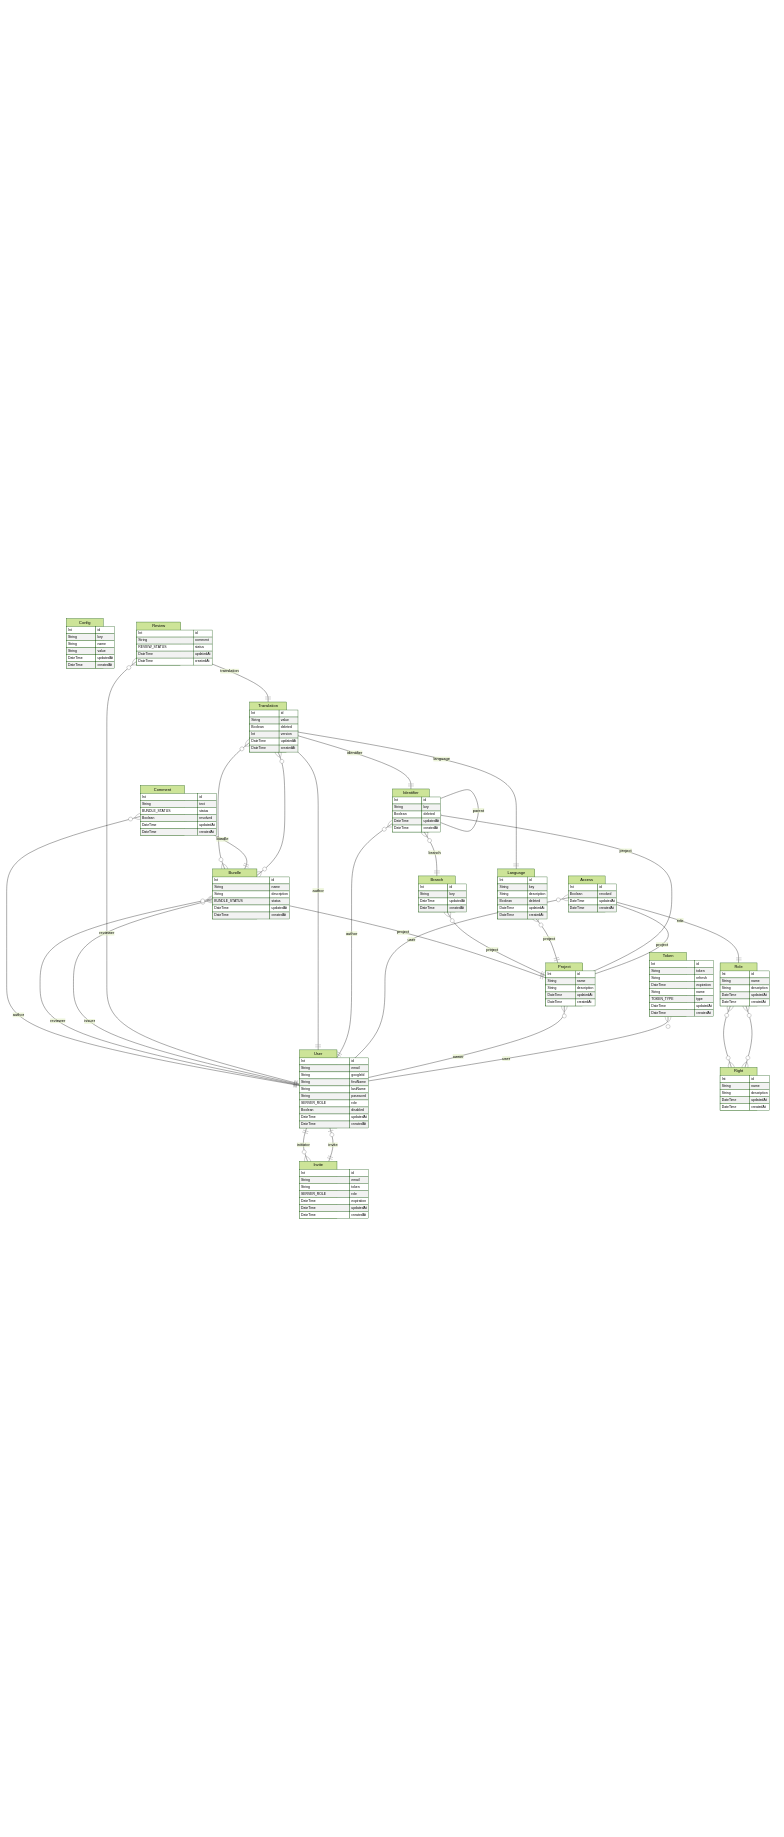 Config
Int id
String key
String name
String value
DateTime updatedAt
DateTime createdAt
Review
Int id
String comment
REVIEW_STATUS status
DateTime updatedAt
DateTime createdAt
translation
Translation
Int id
String value
Boolean deleted
Int version
DateTime updatedAt
DateTime createdAt
identifier
language
Comment
Int id
String text
BUNDLE_STATUS status
Boolean resolved
DateTime updatedAt
DateTime createdAt
Identifier
Int id
String key
Boolean deleted
DateTime updatedAt
DateTime createdAt
parent
bundle
branch
project
Bundle
Int id
String name
String description
BUNDLE_STATUS status
DateTime updatedAt
DateTime createdAt
author
Branch
Int id
String key
DateTime updatedAt
DateTime createdAt
Language
Int id
String key
String description
Boolean deleted
DateTime updatedAt
DateTime createdAt
Access
Int id
Boolean revoked
DateTime updatedAt
DateTime createdAt
role
reviewer
author
project
user
project
project
project
Project
Int id
String name
String description
DateTime updatedAt
DateTime createdAt
Token
Int id
String token
String refresh
DateTime expiration
String name
TOKEN_TYPE type
DateTime updatedAt
DateTime createdAt
Role
Int id
String name
String description
DateTime updatedAt
DateTime createdAt
author
reviewer
owner
user
User
Int id
String email
String googleId
String firstName
String lastName
String password
SERVER_ROLE role
Boolean disabled
DateTime updatedAt
DateTime createdAt
Right
Int id
String name
String description
DateTime updatedAt
DateTime createdAt
initiator
invite
Invite
Int id
String email
String token
SERVER_ROLE role
DateTime expiration
DateTime updatedAt
DateTime createdAt